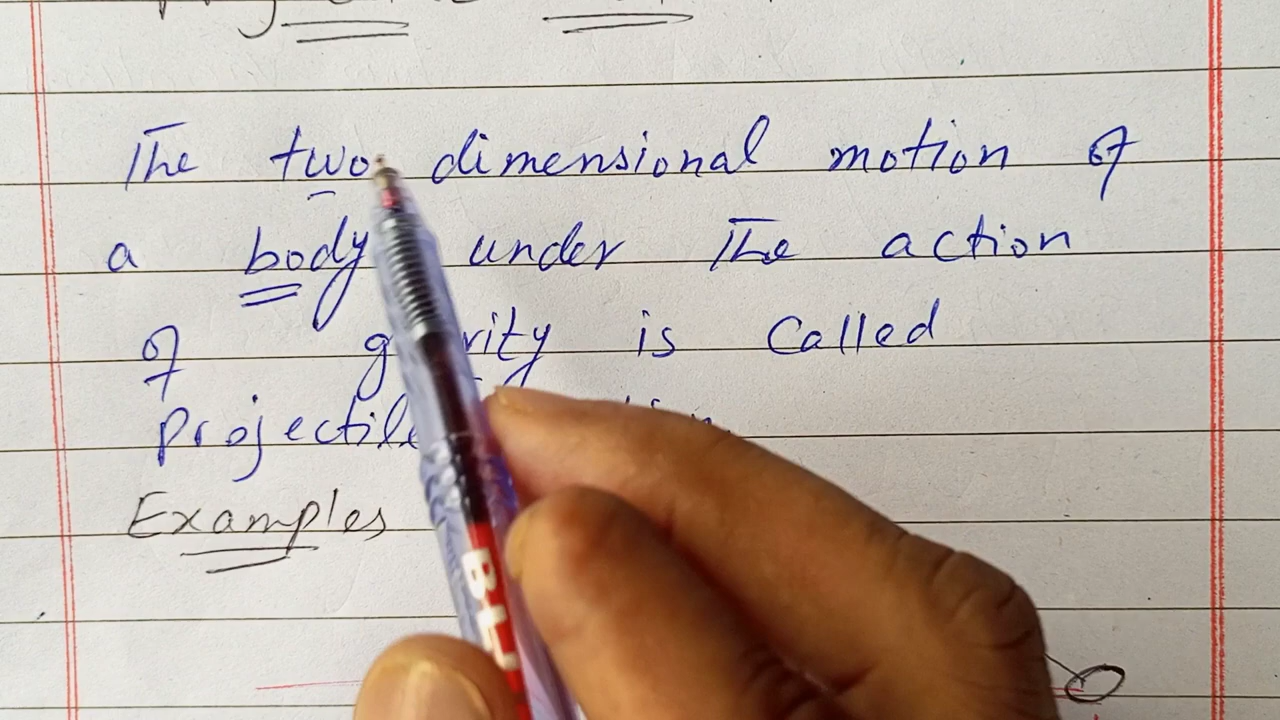 The two dimensional motion of
a body under The action
of is Called
Projectile
Examples